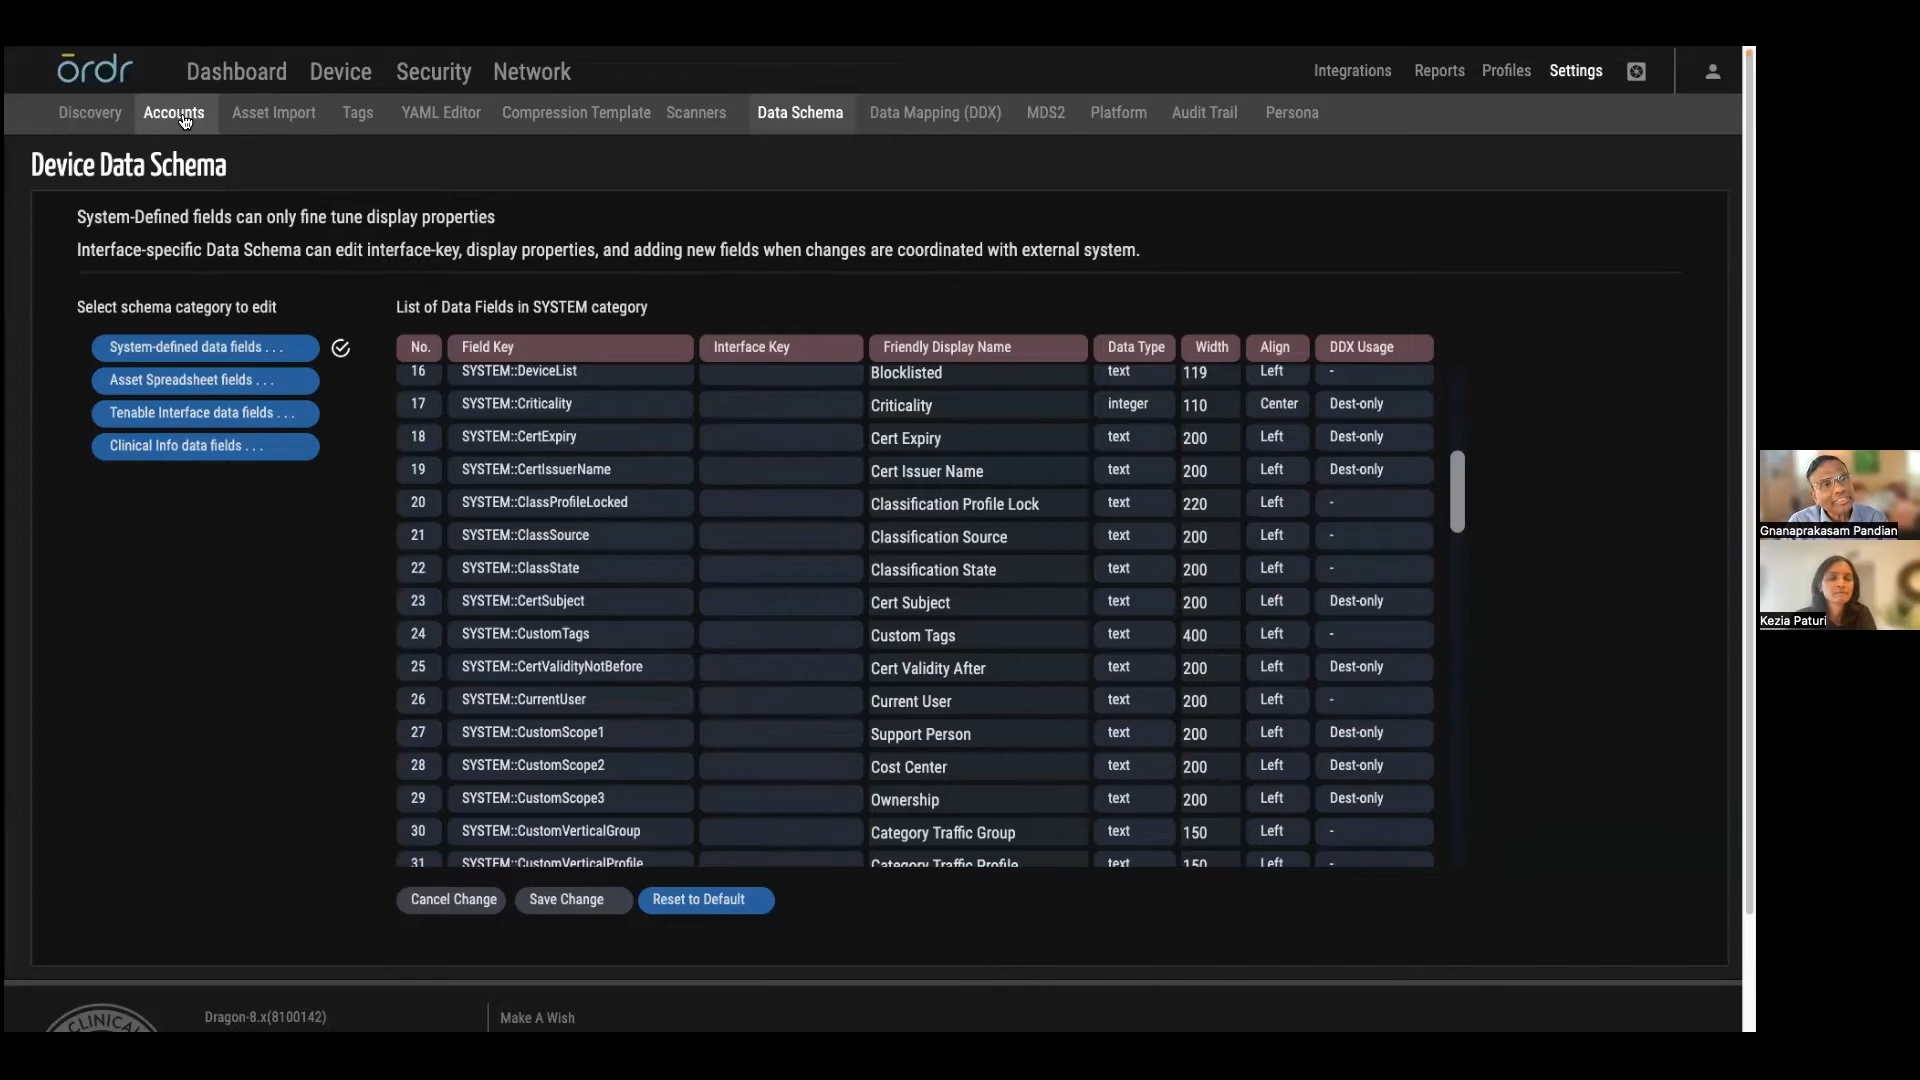 ōrdr Dashboard Device Security Network Integrations Reports Profiles Settings
Discovery Accounts Asset Import Tags YAML Editor Compression Template Scanners Data Schema Data Mapping (DDX) MDS2 Platform Audit Trail Persona
Device Data Schema
System-Defined fields can only fine tune display properties
Interface-specific Data Schema can edit interface-key, display properties, and adding new fields when changes are coordinated with external system.
Select schema category to edit
System-defined data fields . . .
Asset Spreadsheet fields . . .
Tenable Interface data fields . . .
Clinical Info data fields . . .
List of Data Fields in SYSTEM category
No. Field Key Interface Key Friendly Display Name Data Type Width Align DDX Usage
16 SYSTEM::DeviceList Blocklisted text 119 Left -
17 SYSTEM::Criticality Criticality integer 110 Center Dest-only
18 SYSTEM::CertExpiry Cert Expiry text 200 Left Dest-only
19 SYSTEM::CertIssuerName Cert Issuer Name text 200 Left Dest-only
20 SYSTEM::ClassProfileLocked Classification Profile Lock text 220 Left -
21 SYSTEM::ClassSource Classification Source text 200 Left -
22 SYSTEM::ClassState Classification State text 200 Left -
23 SYSTEM::CertSubject Cert Subject text 200 Left Dest-only
24 SYSTEM::CustomTags Custom Tags text 400 Left -
25 SYSTEM::CertValidityNotBefore Cert Validity After text 200 Left Dest-only
26 SYSTEM::CurrentUser Current User text 200 Left -
27 SYSTEM::CustomScope1 Support Person text 200 Left Dest-only
28 SYSTEM::CustomScope2 Cost Center text 200 Left Dest-only
29 SYSTEM::CustomScope3 Ownership text 200 Left Dest-only
30 SYSTEM::CustomVerticalGroup Category Traffic Group text 150 Left -
31 SYSTEM::CustomVerticalProfile Category Traffic Profile text 150 Left -
Cancel Change Save Change Reset to Default
CLINICAL
Dragon-8.x(8100142) Make A Wish
Gnanaprakasam Pandian
Kezia Paturi